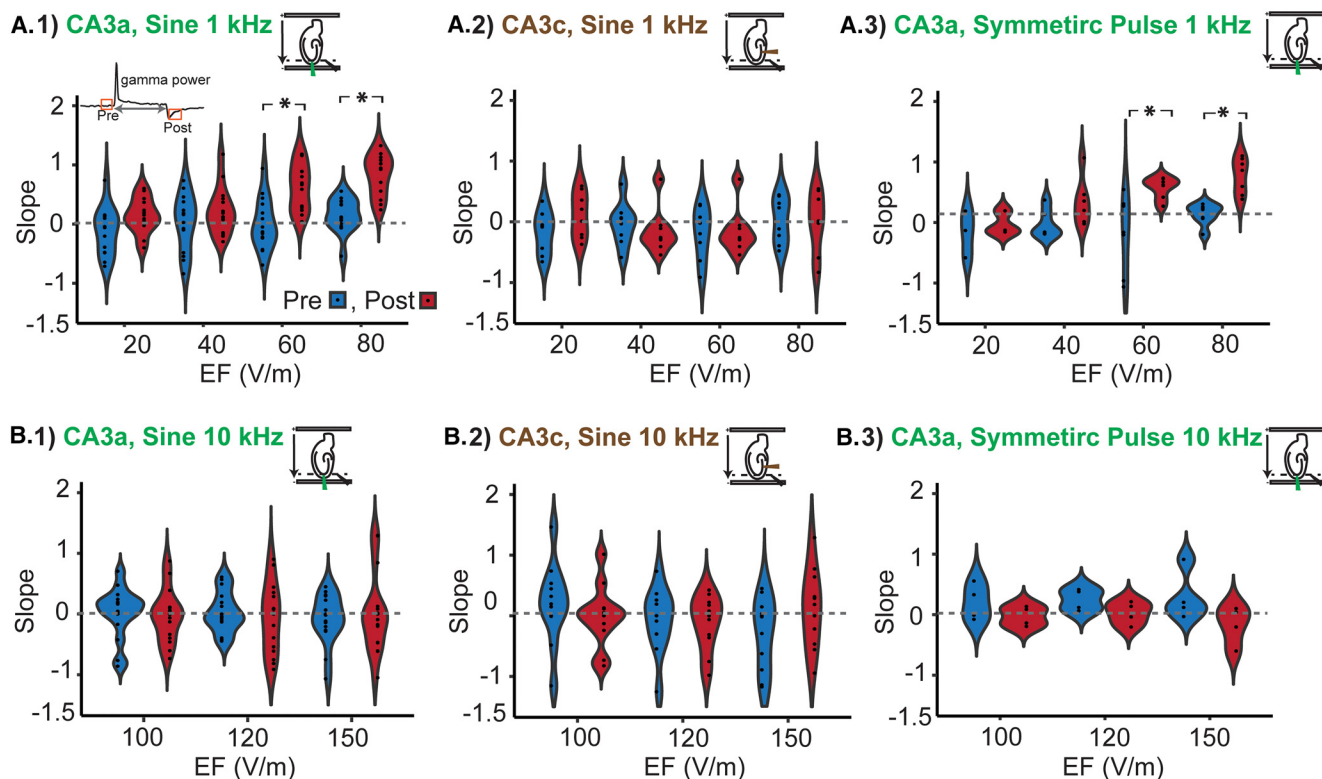 A.1) CA3a, Sine 1 kHz
gamma power
Pre
Post
*
*
Slope
2
1
0
-1
-1.5
Pre , Post
20 40 60 80
EF (V/m)
A.2) CA3c, Sine 1 kHz
Slope
2
1
0
-1
-1.5
20 40 60 80
EF (V/m)
A.3) CA3a, Symmetirc Pulse 1 kHz
*
*
Slope
2
1
0
-1
-1.5
20 40 60 80
EF (V/m)
B.1) CA3a, Sine 10 kHz
Slope
2
1
0
-1
-1.5
100 120 150
EF (V/m)
B.2) CA3c, Sine 10 kHz
Slope
2
1
0
-1
-1.5
100 120 150
EF (V/m)
B.3) CA3a, Symmetirc Pulse 10 kHz
Slope
2
1
0
-1
-1.5
100 120 150
EF (V/m)